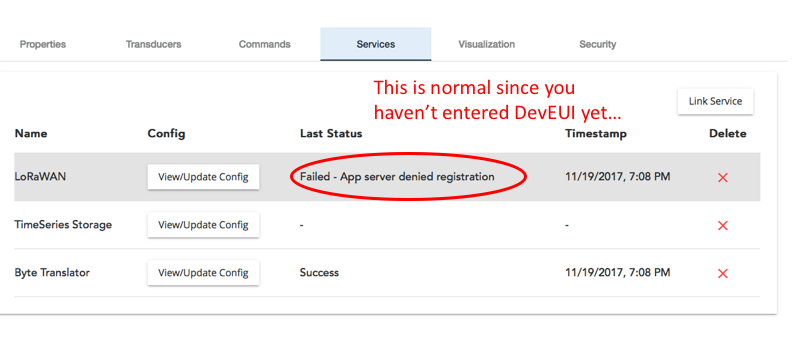 Properties Transducers Commands Services Visualization Security
This is normal since you
haven't entered DevEUI yet...
Link Service
Name Config Last Status Timestamp Delete
LoRaWAN View/Update Config Failed - App server denied registration 11/19/2017, 7:08 PM
TimeSeries Storage View/Update Config - -
Byte Translator View/Update Config Success 11/19/2017, 7:08 PM